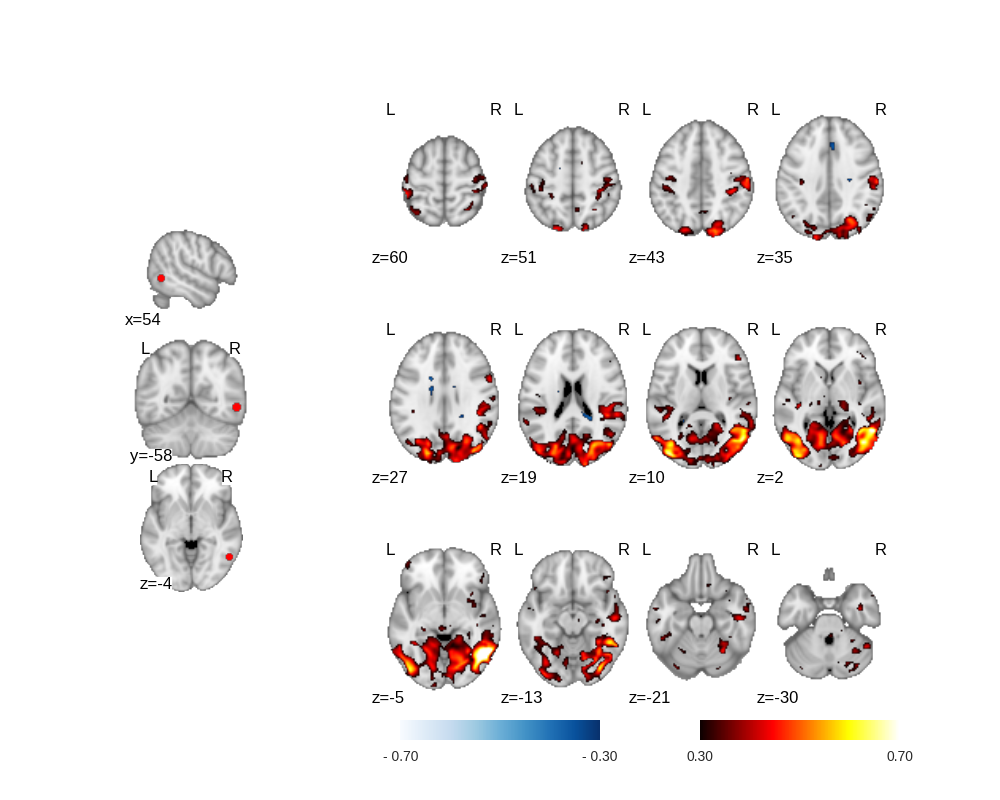 L R L R L R L R
z=60 z=51 z=43 z=35
x=54
L R
y=-58
L R
z=-4
L R L R L R L R
z=27 z=19 z=10 z=2
L R L R L R L R
z=-5 z=-13 z=-21 z=-30
- 0.70 - 0.30 0.30 0.70